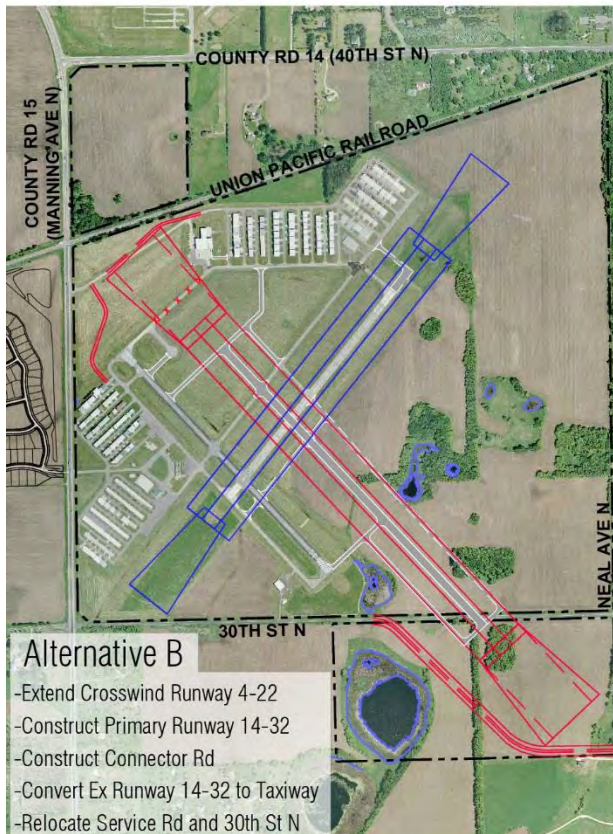 COUNTY RD 14 (40TH ST N)
COUNTY RD 15
(MANNING AVE N)
UNION PACIFIC RAILROAD
NEAL AVE N
30TH ST N
Alternative B
-Extend Crosswind Runway 4-22
-Construct Primary Runway 14-32
-Construct Connector Rd
-Convert Ex Runway 14-32 to Taxiway
-Relocate Service Rd and 30th St N